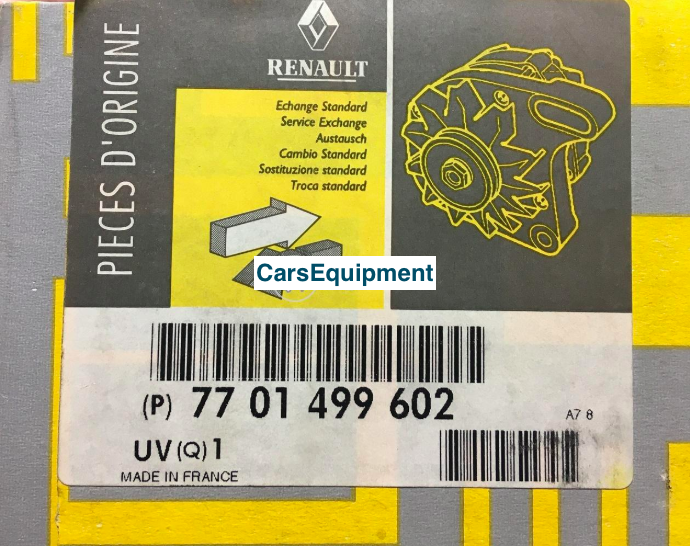 PIECES D'ORIGINE
RENAULT
Echange Standard
Service Exchange
Austausch
Cambio Standard
Sostituzione standard
Troca standard
CarsEquipment
(P) 77 01 499 602
A7 8
UV (Q) 1
MADE IN FRANCE